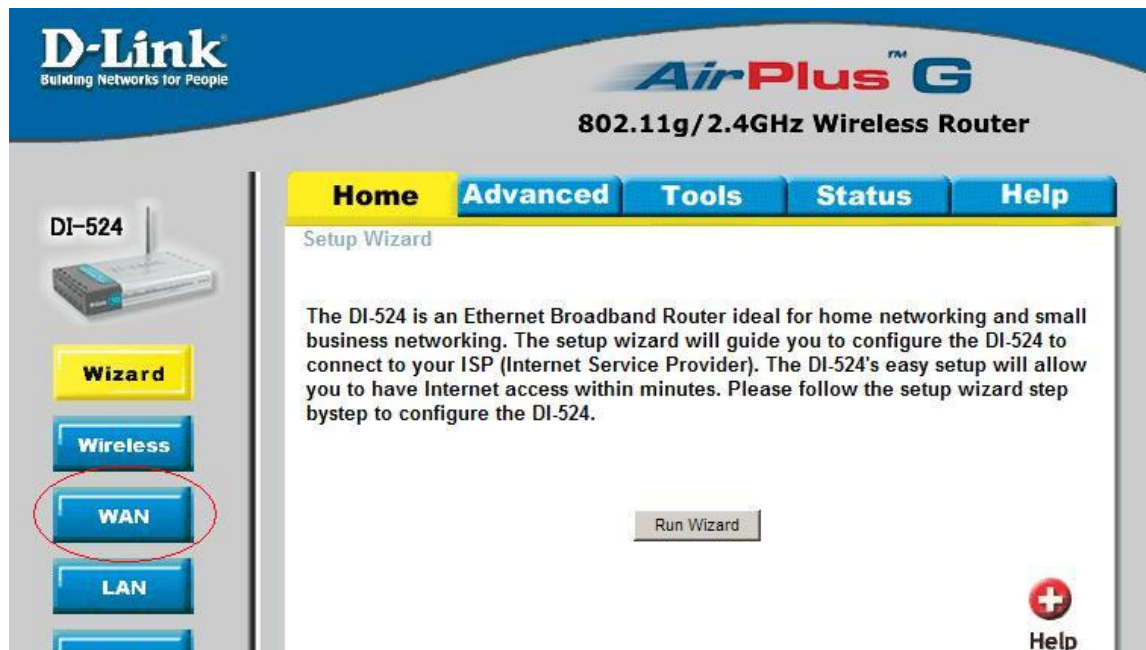 D-Link
Building Networks for People
AirPlus™ G
802.11g/2.4GHz Wireless Router
Home Advanced Tools Status Help
DI-524
Setup Wizard
The DI-524 is an Ethernet Broadband Router ideal for home networking and small
business networking. The setup wizard will guide you to configure the DI-524 to
connect to your ISP (Internet Service Provider). The DI-524's easy setup will allow
you to have Internet access within minutes. Please follow the setup wizard step
bystep to configure the DI-524.
Wizard
Wireless
WAN
Run Wizard
LAN
Help